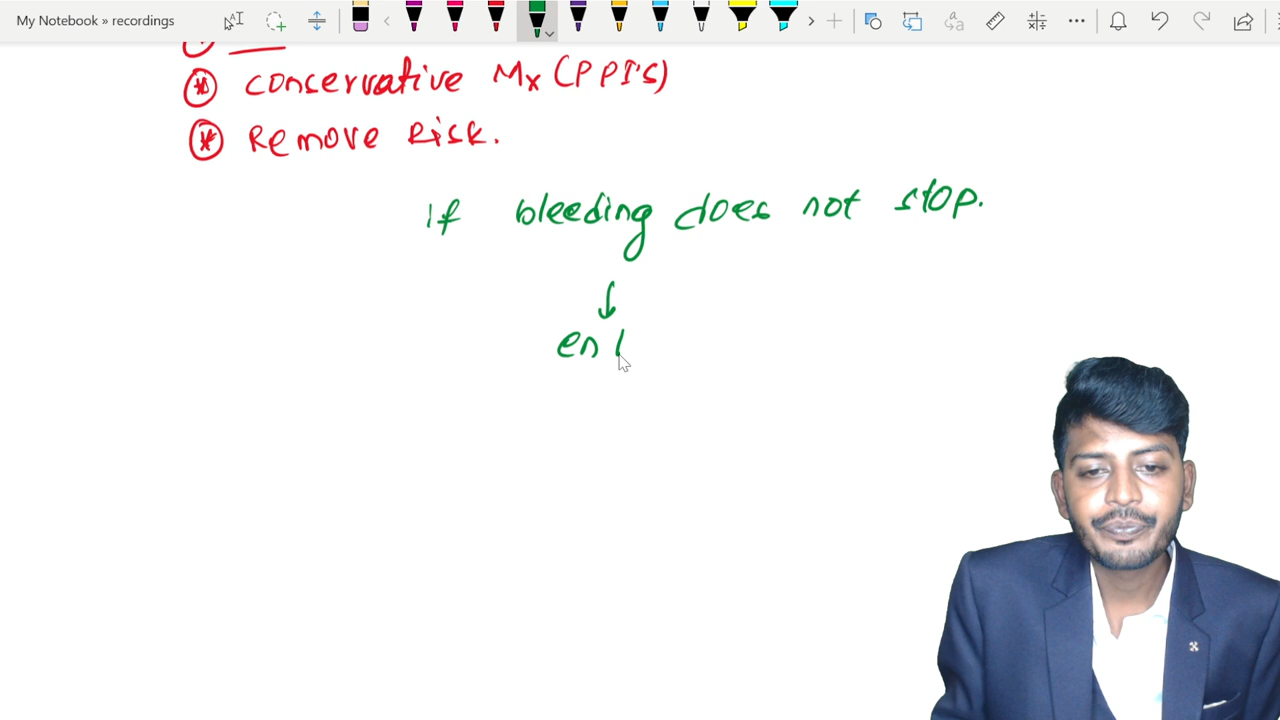 My Notebook » recordings
conservative Mx (PPI's)
Remove Risk.
If bleeding does not stop.
en